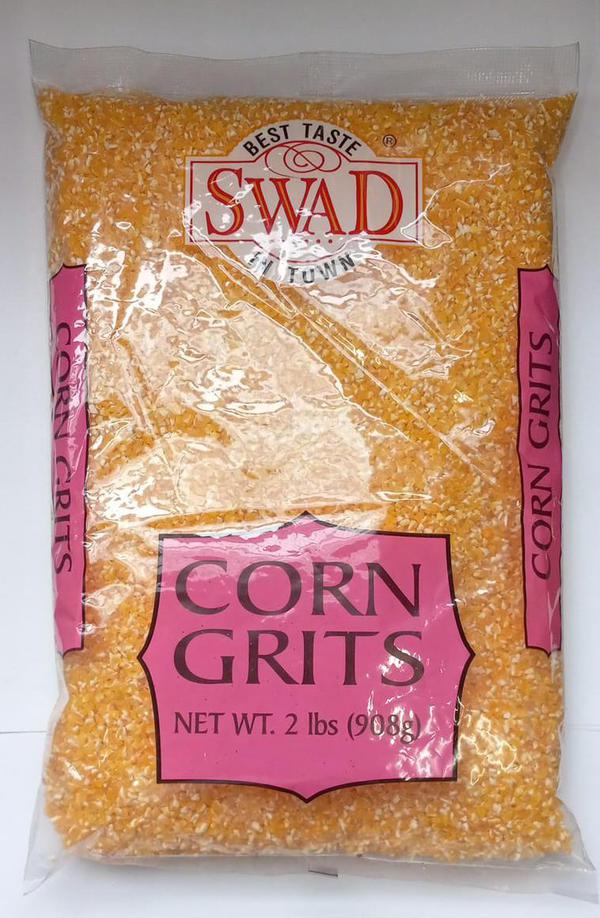 BEST TASTE
®
SWAD
IN TOWN
CORN GRITS
CORN GRITS
CORN
GRITS
NET WT. 2 lbs (908g)